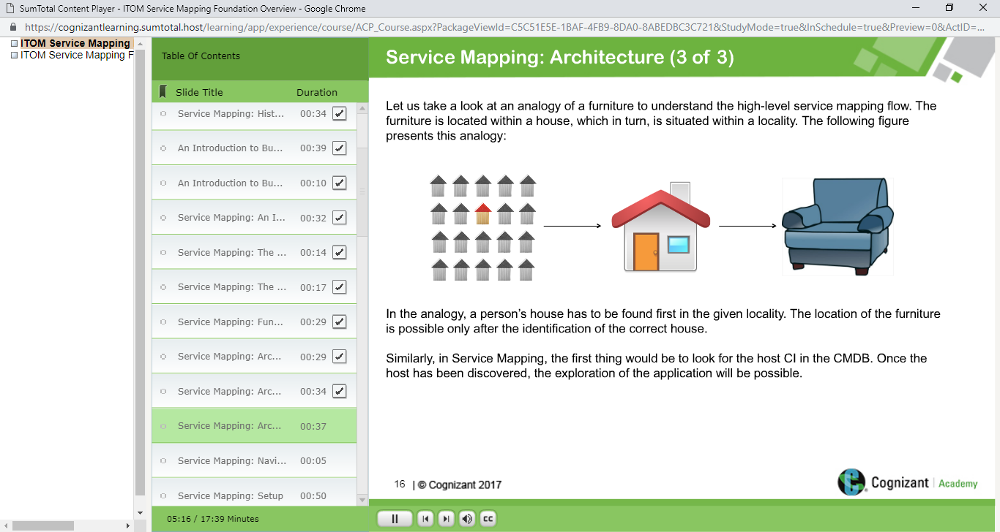 SumTotal Content Player - ITOM Service Mapping Foundation Overview - Google Chrome
https://cognizantlearning.sumtotal.host/learning/app/experience/course/ACP_Course.aspx?PackageViewId=C5C51E5E-1BAF-4FB9-8DA0-8ABEDBC3C721&StudyMode=true&InSchedule=true&Preview=0&ActID=...
ITOM Service Mapping
ITOM Service Mapping F
Table Of Contents
Slide Title Duration
Service Mapping: Hist... 00:34
An Introduction to Bu... 00:39
An Introduction to Bu... 00:10
Service Mapping: An I... 00:32
Service Mapping: The ... 00:14
Service Mapping: The ... 00:17
Service Mapping: Fun... 00:29
Service Mapping: Arc... 00:29
Service Mapping: Arc... 00:34
Service Mapping: Arc... 00:37
Service Mapping: Navi... 00:05
Service Mapping: Setup 00:50
05:16 / 17:39 Minutes
Service Mapping: Architecture (3 of 3)
Let us take a look at an analogy of a furniture to understand the high-level service mapping flow. The
furniture is located within a house, which in turn, is situated within a locality. The following figure
presents this analogy:
In the analogy, a person's house has to be found first in the given locality. The location of the furniture
is possible only after the identification of the correct house.
Similarly, in Service Mapping, the first thing would be to look for the host CI in the CMDB. Once the
host has been discovered, the exploration of the application will be possible.
16 | © Cognizant 2017
Cognizant | Academy
CC